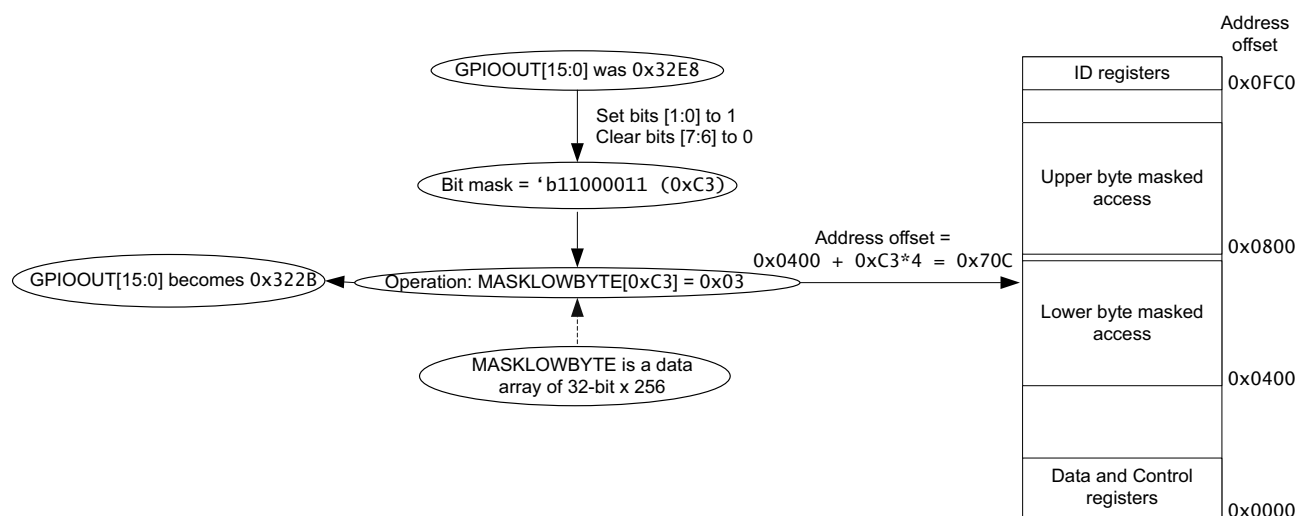 Address
offset
GPIOOUT[15:0] was 0x32E8
ID registers
0x0FC0
Set bits [1:0] to 1
Clear bits [7:6] to 0
Bit mask = ‘b11000011 (0xC3)
Upper byte masked
access
Address offset =
0x0400 + 0xC3*4 = 0x70C
0x0800
GPIOOUT[15:0] becomes 0x322B
Operation: MASKLOWBYTE[0xC3] = 0x03
Lower byte masked
access
MASKLOWBYTE is a data
array of 32-bit x 256
0x0400
Data and Control
registers
0x0000